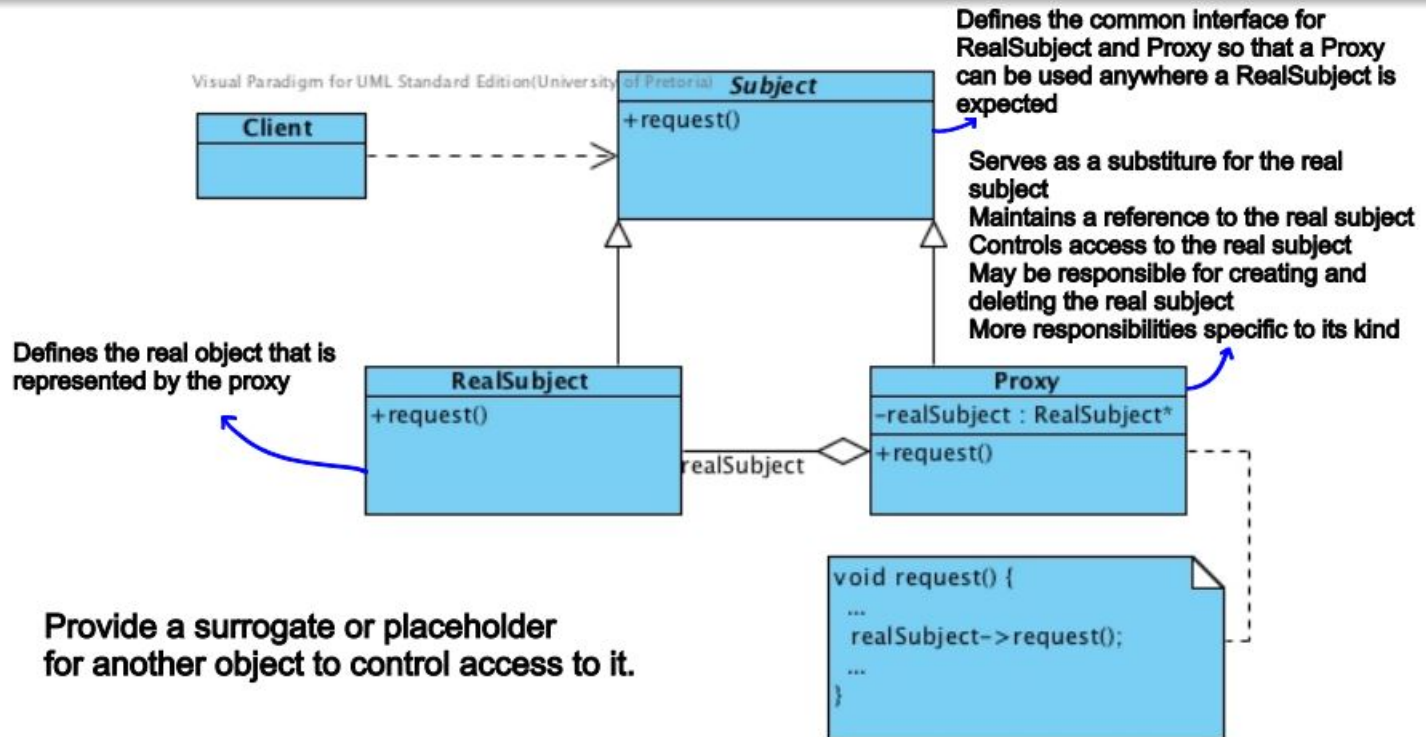 Defines the common interface for
RealSubject and Proxy so that a Proxy
can be used anywhere a RealSubject is
expected
Visual Paradigm for UML Standard Edition(University of Pretoria)
Subject
+request()
Client
Serves as a substiture for the real
subject
Maintains a reference to the real subject
Controls access to the real subject
May be responsible for creating and
deleting the real subject
More responsibilities specific to its kind
Defines the real object that is
represented by the proxy
RealSubject
+request()
realSubject
Proxy
-realSubject : RealSubject*
+request()
void request() {
...
realSubject->request();
...
}
Provide a surrogate or placeholder
for another object to control access to it.